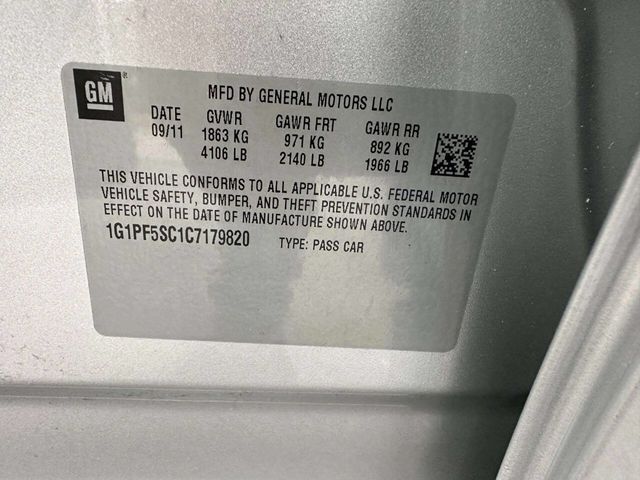 GM ®
MFD BY GENERAL MOTORS LLC
DATE GVWR GAWR FRT GAWR RR
09/11 1863 KG 971 KG 892 KG
4106 LB 2140 LB 1966 LB
THIS VEHICLE CONFORMS TO ALL APPLICABLE U.S. FEDERAL MOTOR
VEHICLE SAFETY, BUMPER, AND THEFT PREVENTION STANDARDS IN
EFFECT ON THE DATE OF MANUFACTURE SHOWN ABOVE.
1G1PF5SC1C7179820 TYPE: PASS CAR